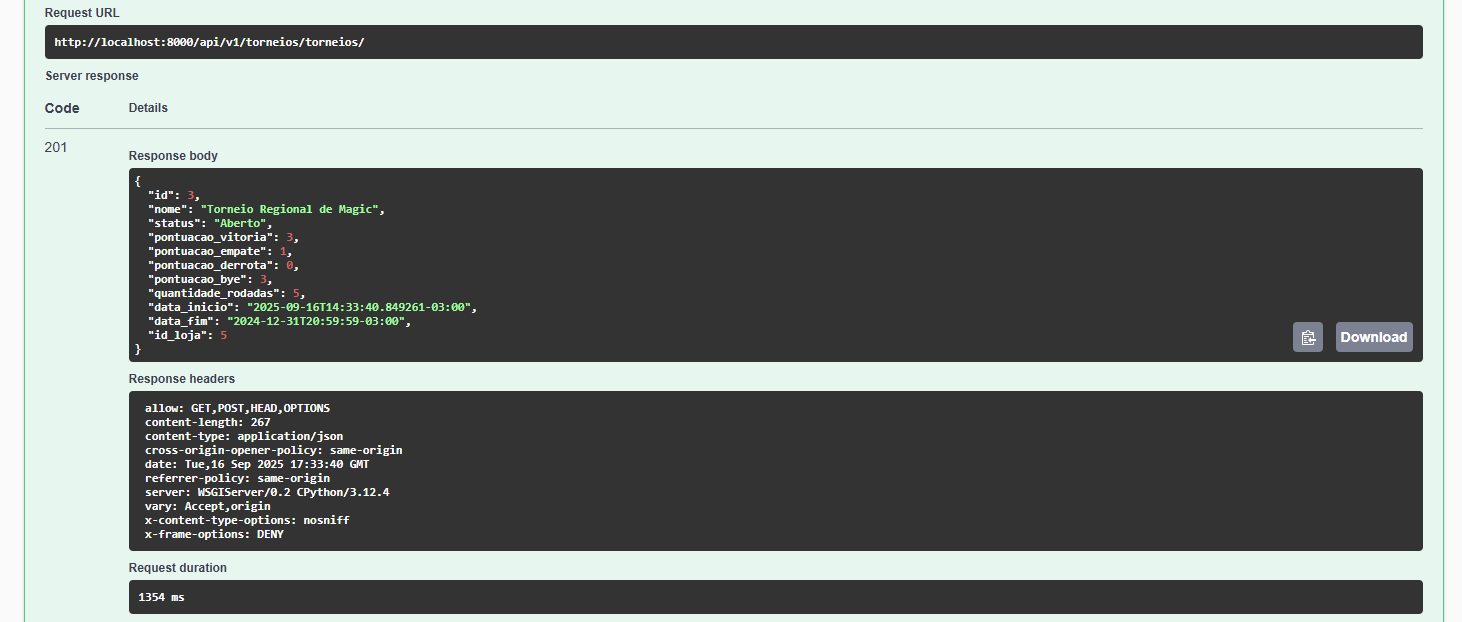 Request URL
http://localhost:8000/api/v1/torneios/torneios/
Server response
Code Details
201
Response body
{
  "id": 3,
  "nome": "Torneio Regional de Magic",
  "status": "Aberto",
  "pontuacao_vitoria": 3,
  "pontuacao_empate": 1,
  "pontuacao_derrota": 0,
  "pontuacao_bye": 3,
  "quantidade_rodadas": 5,
  "data_inicio": "2025-09-16T14:33:40.849261-03:00",
  "data_fim": "2024-12-31T20:59:59-03:00",
  "id_loja": 5
}
Download
Response headers
allow: GET,POST,HEAD,OPTIONS
content-length: 267
content-type: application/json
cross-origin-opener-policy: same-origin
date: Tue,16 Sep 2025 17:33:40 GMT
referrer-policy: same-origin
server: WSGIServer/0.2 CPython/3.12.4
vary: Accept,origin
x-content-type-options: nosniff
x-frame-options: DENY
Request duration
1354 ms